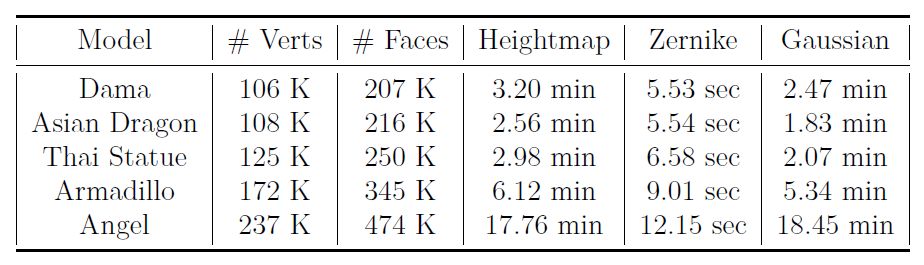 Model # Verts # Faces Heightmap Zernike Gaussian
Dama 106 K 207 K 3.20 min 5.53 sec 2.47 min
Asian Dragon 108 K 216 K 2.56 min 5.54 sec 1.83 min
Thai Statue 125 K 250 K 2.98 min 6.58 sec 2.07 min
Armadillo 172 K 345 K 6.12 min 9.01 sec 5.34 min
Angel 237 K 474 K 17.76 min 12.15 sec 18.45 min